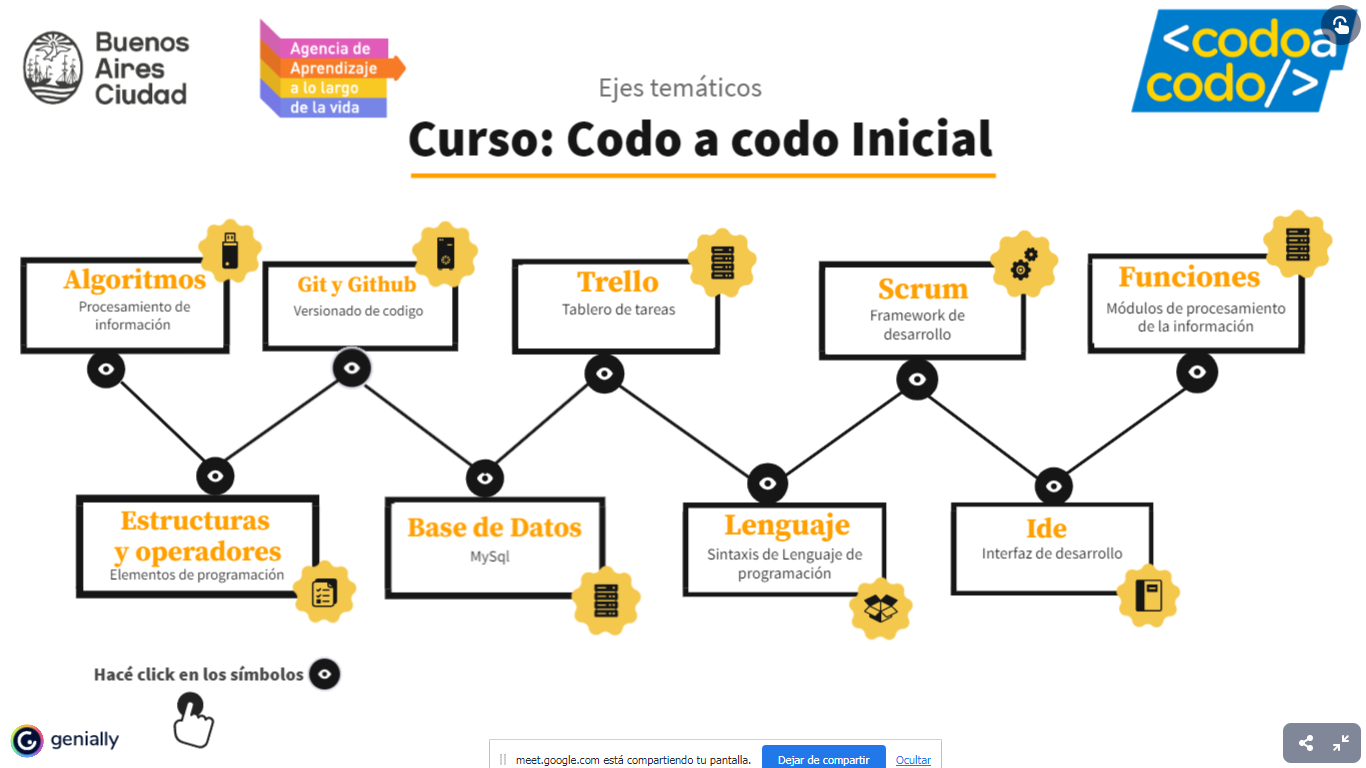 Buenos
Aires
Ciudad
Agencia de
Aprendizaje
a lo largo
de la vida
<codoa
codo/>
Ejes temáticos
Curso: Codo a codo Inicial
Algoritmos
Procesamiento de
información
Git y Github
Versionado de codigo
Trello
Tablero de tareas
Scrum
Framework de
desarrollo
Funciones
Módulos de procesamiento
de la información
Estructuras
y operadores
Elementos de programación
Base de Datos
MySql
Lenguaje
Sintaxis de Lenguaje de
programación
Ide
Interfaz de desarrollo
Hacé click en los símbolos
genially
meet.google.com está compartiendo tu pantalla.
Dejar de compartir
Ocultar